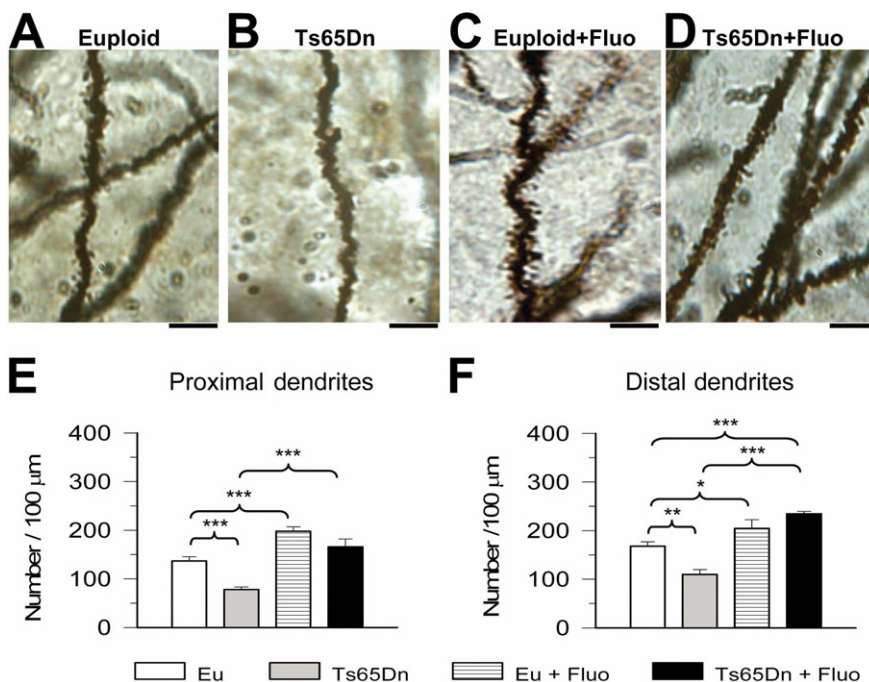 A Euploid B Ts65Dn C Euploid+Fluo D Ts65Dn+Fluo
E Proximal dendrites
Number / 100 µm
400
300
200
100
0
***
***
***
F Distal dendrites
Number /100 µm
400
300
200
100
0
***
***
*
**
Eu Ts65Dn Eu + Fluo Ts65Dn + Fluo